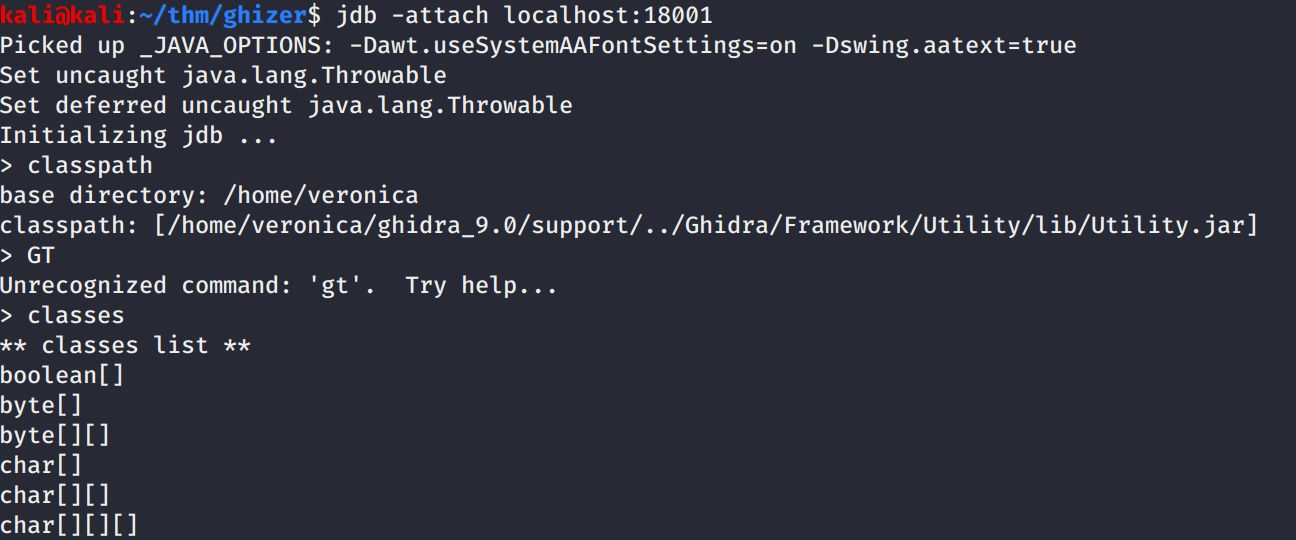 kali@kali:~/thm/ghizer$ jdb -attach localhost:18001
Picked up _JAVA_OPTIONS: -Dawt.useSystemAAFontSettings=on -Dswing.aatext=true
Set uncaught java.lang.Throwable
Set deferred uncaught java.lang.Throwable
Initializing jdb ...
> classpath
base directory: /home/veronica
classpath: [/home/veronica/ghidra_9.0/support/../Ghidra/Framework/Utility/lib/Utility.jar]
> GT
Unrecognized command: 'gt'.  Try help...
> classes
** classes list **
boolean[]
byte[]
byte[][]
char[]
char[][]
char[][][]